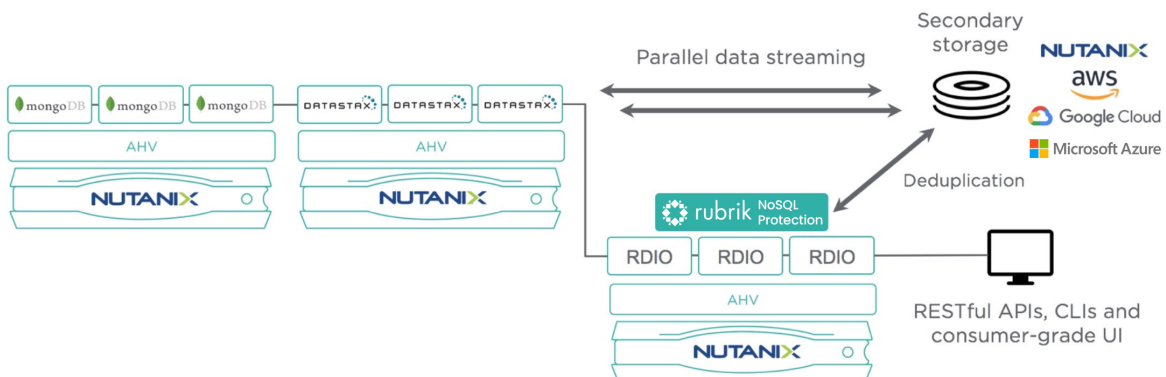 Secondary
storage
Parallel data streaming
NUTANIX
aws
Google Cloud
Microsoft Azure
mongoDB
mongoDB
mongoDB
DATASTAX
DATASTAX
DATASTAX
AHV
AHV
NUTANIX
NUTANIX
Deduplication
rubrik NoSQL
Protection
RDIO
RDIO
RDIO
AHV
NUTANIX
RESTful APIs, CLIs and
consumer-grade UI